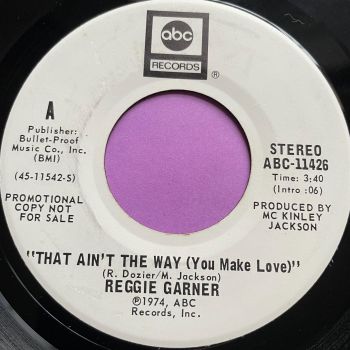 abc
RECORDS ®
A
Publisher:
Bullet-Proof
Music Co., Inc.
(BMI)
(45-11542-S)
PROMOTIONAL
COPY NOT
FOR SALE
STEREO
ABC-11426
Time: 3:40
(Intro :06)
PRODUCED BY
MC KINLEY
JACKSON
"THAT AIN'T THE WAY (You Make Love)"
(R. Dozier/M. Jackson)
REGGIE GARNER
℗1974, ABC
Records, Inc.